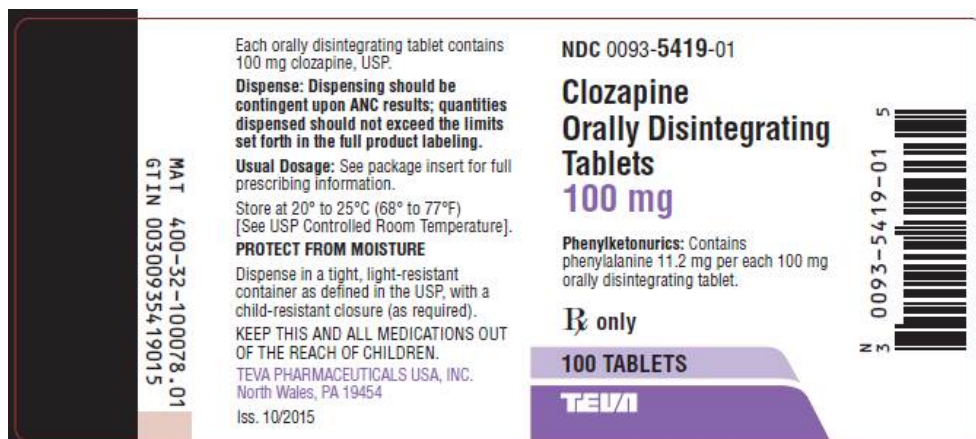 MAT 400-32-100078.01
GTIN 00300935419015
Each orally disintegrating tablet contains
100 mg clozapine, USP.
Dispense: Dispensing should be
contingent upon ANC results; quantities
dispensed should not exceed the limits
set forth in the full product labeling.
Usual Dosage: See package insert for full
prescribing information.
Store at 20° to 25°C (68° to 77°F)
[See USP Controlled Room Temperature].
PROTECT FROM MOISTURE
Dispense in a tight, light-resistant
container as defined in the USP, with a
child-resistant closure (as required).
KEEP THIS AND ALL MEDICATIONS OUT
OF THE REACH OF CHILDREN.
TEVA PHARMACEUTICALS USA, INC.
North Wales, PA 19454
Iss. 10/2015
NDC 0093-5419-01
Clozapine
Orally Disintegrating
Tablets
100 mg
Phenylketonurics: Contains
phenylalanine 11.2 mg per each 100 mg
orally disintegrating tablet.
℞ only
100 TABLETS
TEVA
N
3 0093-5419-01 5